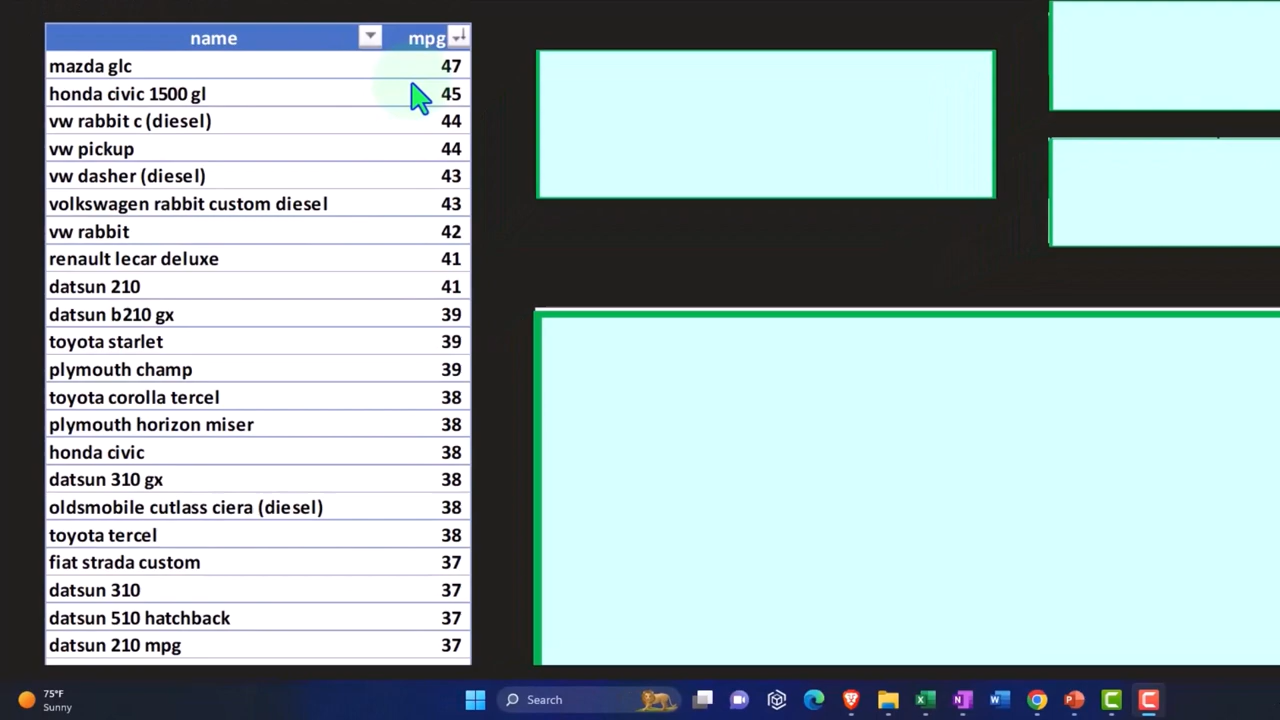 name mpg
mazda glc 47
honda civic 1500 gl 45
vw rabbit c (diesel) 44
vw pickup 44
vw dasher (diesel) 43
volkswagen rabbit custom diesel 43
vw rabbit 42
renault lecar deluxe 41
datsun 210 41
datsun b210 gx 39
toyota starlet 39
plymouth champ 39
toyota corolla tercel 38
plymouth horizon miser 38
honda civic 38
datsun 310 gx 38
oldsmobile cutlass ciera (diesel) 38
toyota tercel 38
fiat strada custom 37
datsun 310 37
datsun 510 hatchback 37
datsun 210 mpg 37
75°F
Sunny
Search